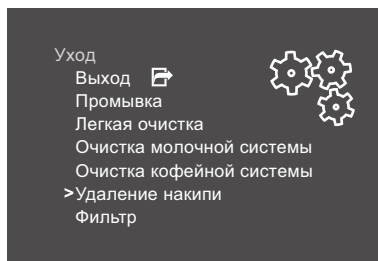 Уход
Выход
Промывка
Легкая очистка
Очистка молочной системы
Очистка кофейной системы
>Удаление накипи
Фильтр